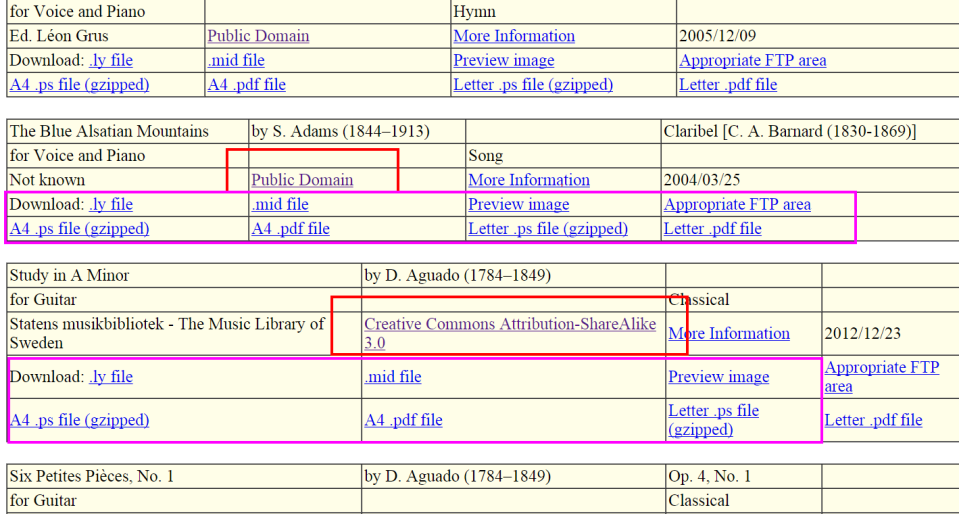 for Voice and Piano Hymn
Ed. Léon Grus Public Domain More Information 2005/12/09
Download: .ly file .mid file Preview image Appropriate FTP area
A4 .ps file (gzipped) A4 .pdf file Letter .ps file (gzipped) Letter .pdf file
The Blue Alsatian Mountains by S. Adams (1844–1913) Claribel [C. A. Barnard (1830-1869)]
for Voice and Piano Song
Not known Public Domain More Information 2004/03/25
Download: .ly file .mid file Preview image Appropriate FTP area
A4 .ps file (gzipped) A4 .pdf file Letter .ps file (gzipped) Letter .pdf file
Study in A Minor by D. Aguado (1784–1849)
for Guitar Classical
Statens musikbibliotek - The Music Library of
Sweden
Creative Commons Attribution-ShareAlike
3.0
More Information 2012/12/23
Download: .ly file .mid file Preview image
Appropriate FTP
area
A4 .ps file (gzipped) A4 .pdf file
Letter .ps file
(gzipped)
Letter .pdf file
Six Petites Pièces, No. 1 by D. Aguado (1784–1849) Op. 4, No. 1
for Guitar Classical